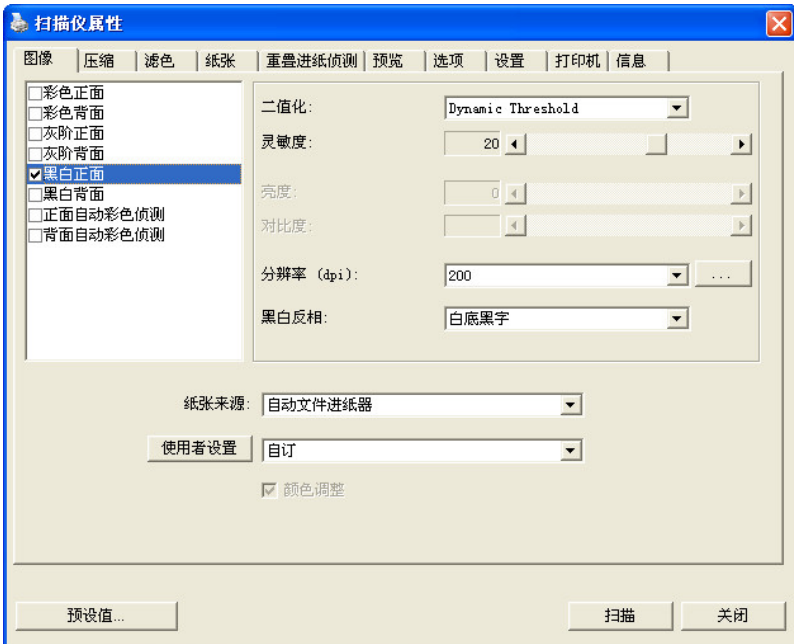 扫描仪属性
图像 压缩 滤色 纸张 重叠进纸侦测 预览 选项 设置 打印机 信息
彩色正面
彩色背面
灰阶正面
灰阶背面
黑白正面
黑白背面
正面自动彩色侦测
背面自动彩色侦测
二值化: Dynamic Threshold
灵敏度: 20
亮度: 0
对比度:
分辨率 (dpi): 200 ...
黑白反相: 白底黑字
纸张来源: 自动文件进纸器
使用者设置 自订
颜色调整
预设值... 扫描 关闭